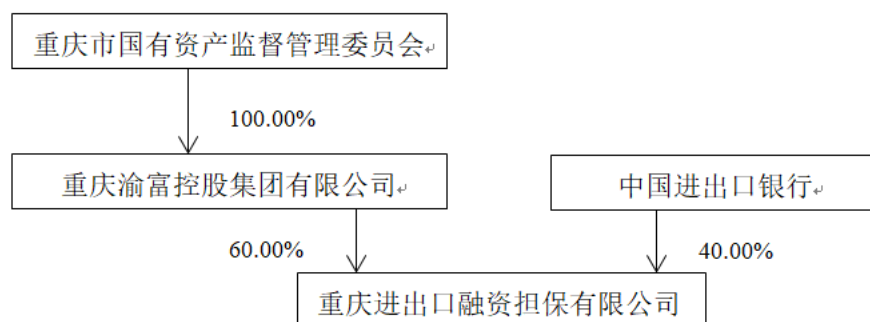 重庆市国有资产监督管理委员会
100.00%
重庆渝富控股集团有限公司
中国进出口银行
60.00%
40.00%
重庆进出口融资担保有限公司